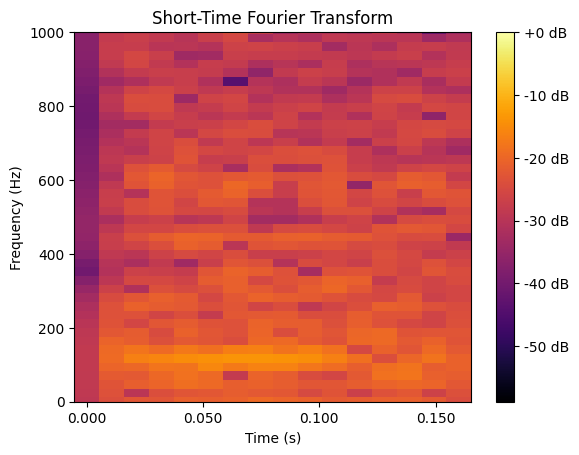 Short-Time Fourier Transform
1000
800
600
400
200
0
Frequency (Hz)
0.000
0.050
0.100
0.150
Time (s)
+0 dB
-10 dB
-20 dB
-30 dB
-40 dB
-50 dB